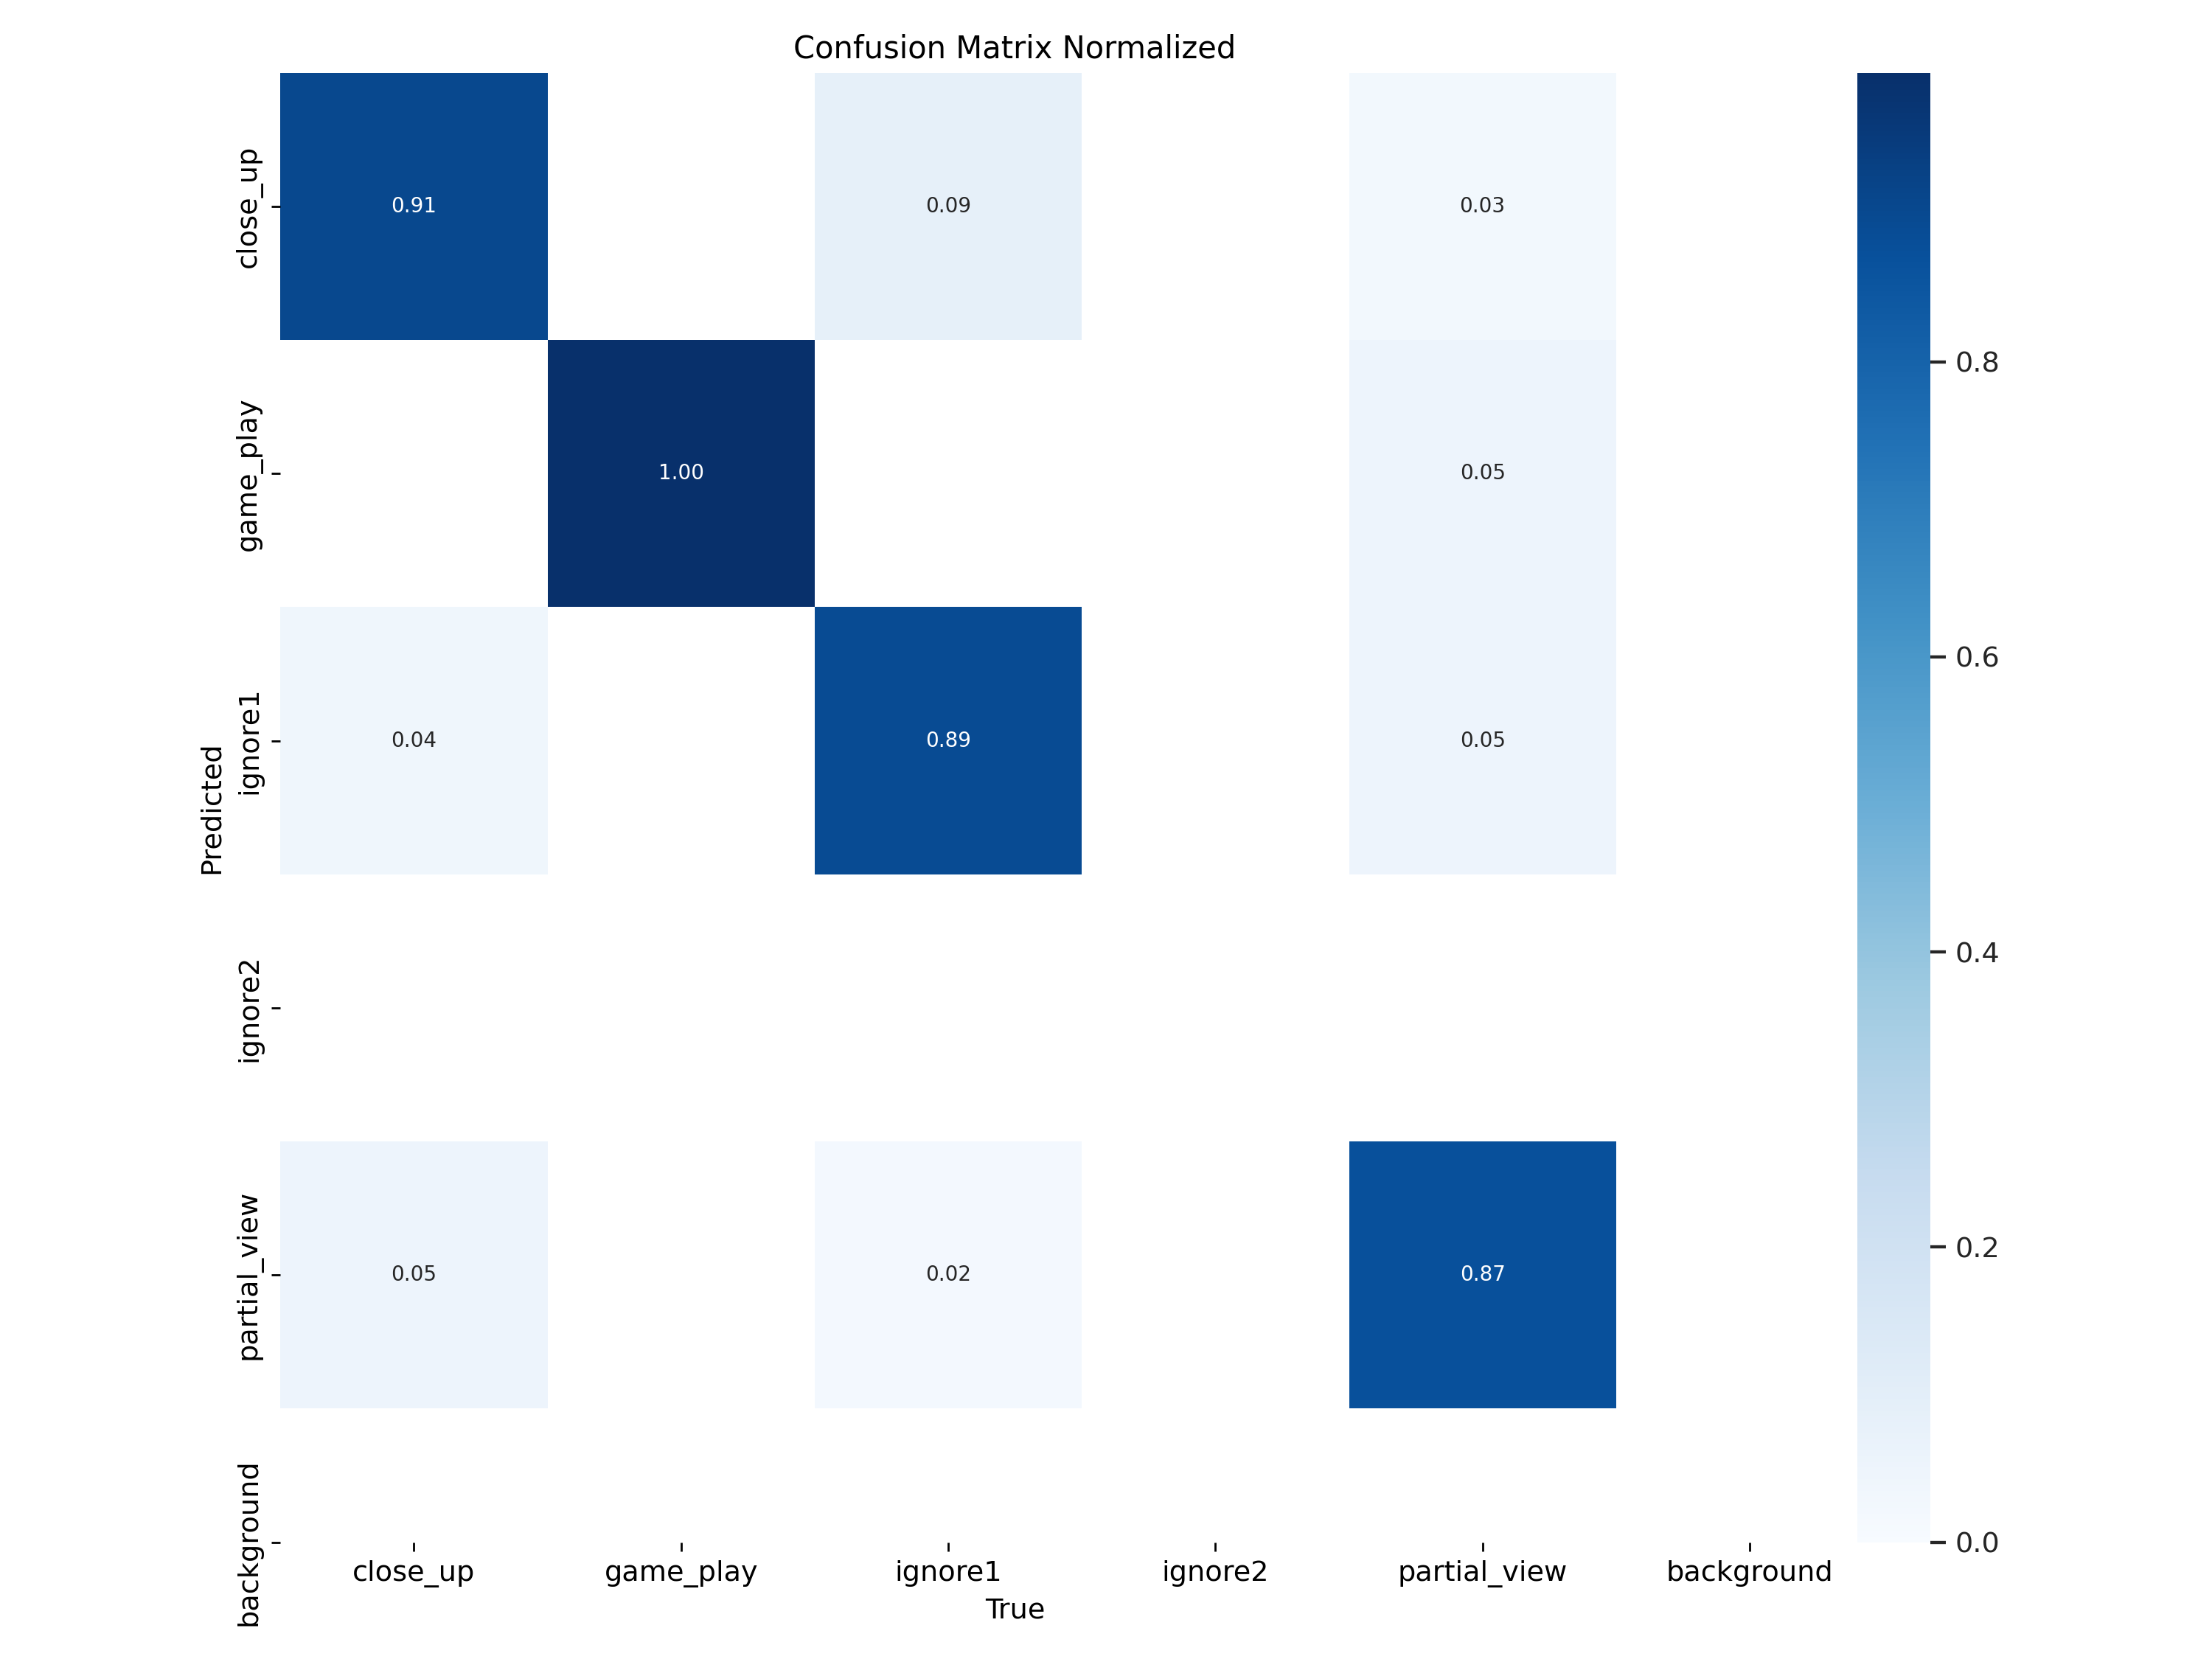 Confusion Matrix Normalized
close_up
0.91
0.09
0.03
game_play
1.00
0.05
ignore1
0.04
0.89
0.05
ignore2
partial_view
0.05
0.02
0.87
background
Predicted
close_up
game_play
ignore1
ignore2
partial_view
background
True
0.8
0.6
0.4
0.2
0.0